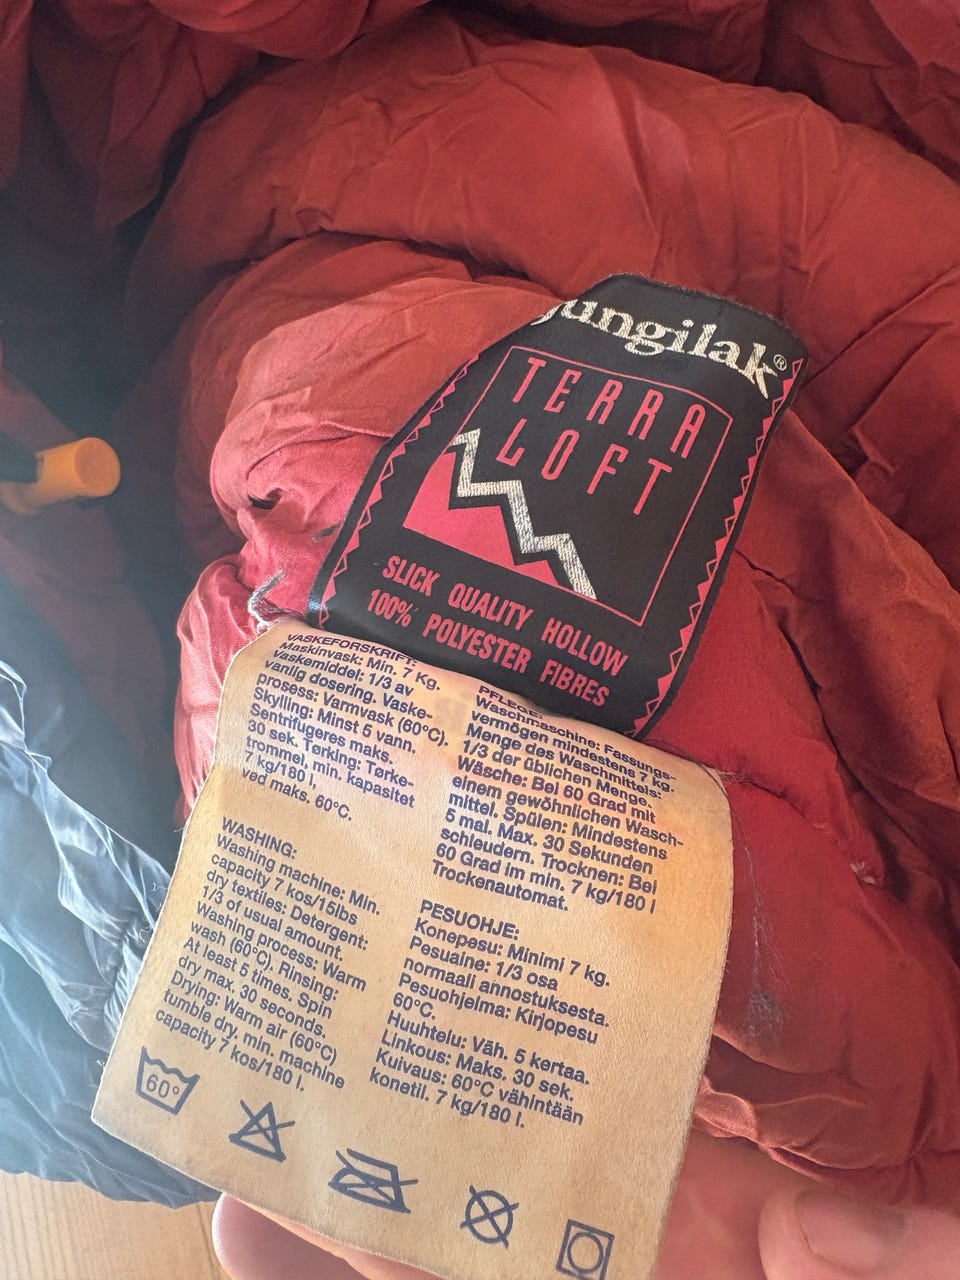 jungilak®
TERRA
LOFT
SLICK QUALITY HOLLOW
100% POLYESTER FIBRES
VASKEFORSKRIFT:
Maskinvask: Min. 7 Kg.
Vaskemiddel: 1/3 av
vanlig dosering. Vaske-
prosess: Varmvask (60°C).
Skylling: Minst 5 vann.
Sentrifugeres maks.
30 sek. Tørking: Tørke-
trommel, min. kapasitet
7 kg/180 l,
ved maks. 60°C.
WASHING:
Washing machine: Min.
capacity 7 kos/15lbs
dry textiles: Detergent:
1/3 of usual amount.
Washing process: Warm
wash (60°C). Rinsing:
At least 5 times. Spin
dry max. 30 seconds.
Drying: Warm air (60°C)
tumble dry. min. machine
capacity 7 kos/180 l.
PFLEGE:
Waschmaschine: Fassungs-
vermögen mindestens 7 kg.
Menge des Waschmittels:
1/3 der üblichen Menge.
Wäsche: Bei 60 Grad mit
einem gewöhnlichen Wasch-
mittel. Spülen: Mindestens
5 mal. Max. 30 Sekunden
schleudern. Trocknen: Bei
60 Grad im min. 7 kg/180 l
Trockenautomat.
PESUOHJE:
Konepesu: Minimi 7 kg.
Pesuaine: 1/3 osa
normaali annostuksesta.
Pesuohjelma: Kirjopesu
60°C.
Huuhtelu: Väh. 5 kertaa.
Linkous: Maks. 30 sek.
Kuivaus: 60°C vähintään
konetil. 7 kg/180 l.
60°